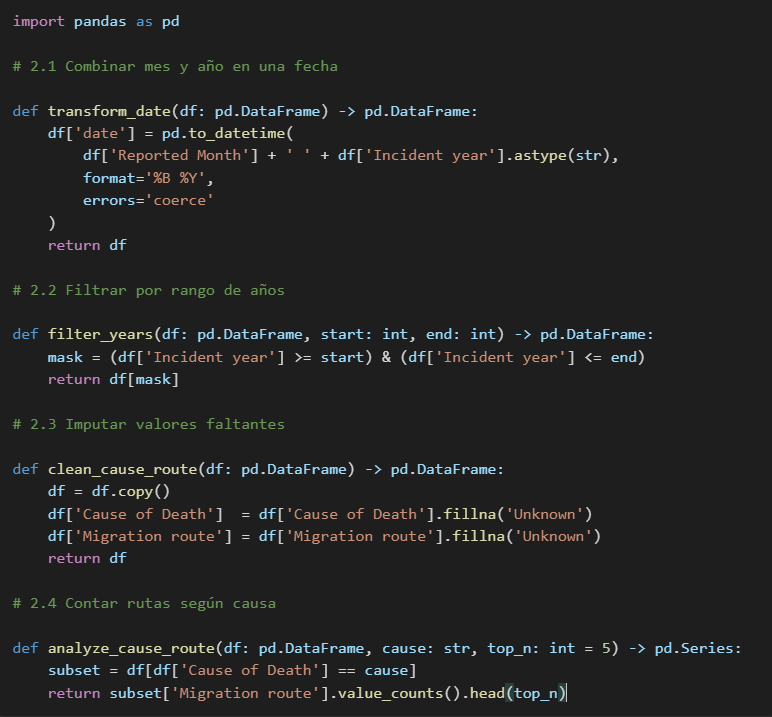 import pandas as pd
# 2.1 Combinar mes y año en una fecha
def transform_date(df: pd.DataFrame) -> pd.DataFrame:
    df['date'] = pd.to_datetime(
        df['Reported Month'] + ' ' + df['Incident year'].astype(str),
        format='%B %Y',
        errors='coerce'
    )
    return df
# 2.2 Filtrar por rango de años
def filter_years(df: pd.DataFrame, start: int, end: int) -> pd.DataFrame:
    mask = (df['Incident year'] >= start) & (df['Incident year'] <= end)
    return df[mask]
# 2.3 Imputar valores faltantes
def clean_cause_route(df: pd.DataFrame) -> pd.DataFrame:
    df = df.copy()
    df['Cause of Death']  = df['Cause of Death'].fillna('Unknown')
    df['Migration route'] = df['Migration route'].fillna('Unknown')
    return df
# 2.4 Contar rutas según causa
def analyze_cause_route(df: pd.DataFrame, cause: str, top_n: int = 5) -> pd.Series:
    subset = df[df['Cause of Death'] == cause]
    return subset['Migration route'].value_counts().head(top_n)